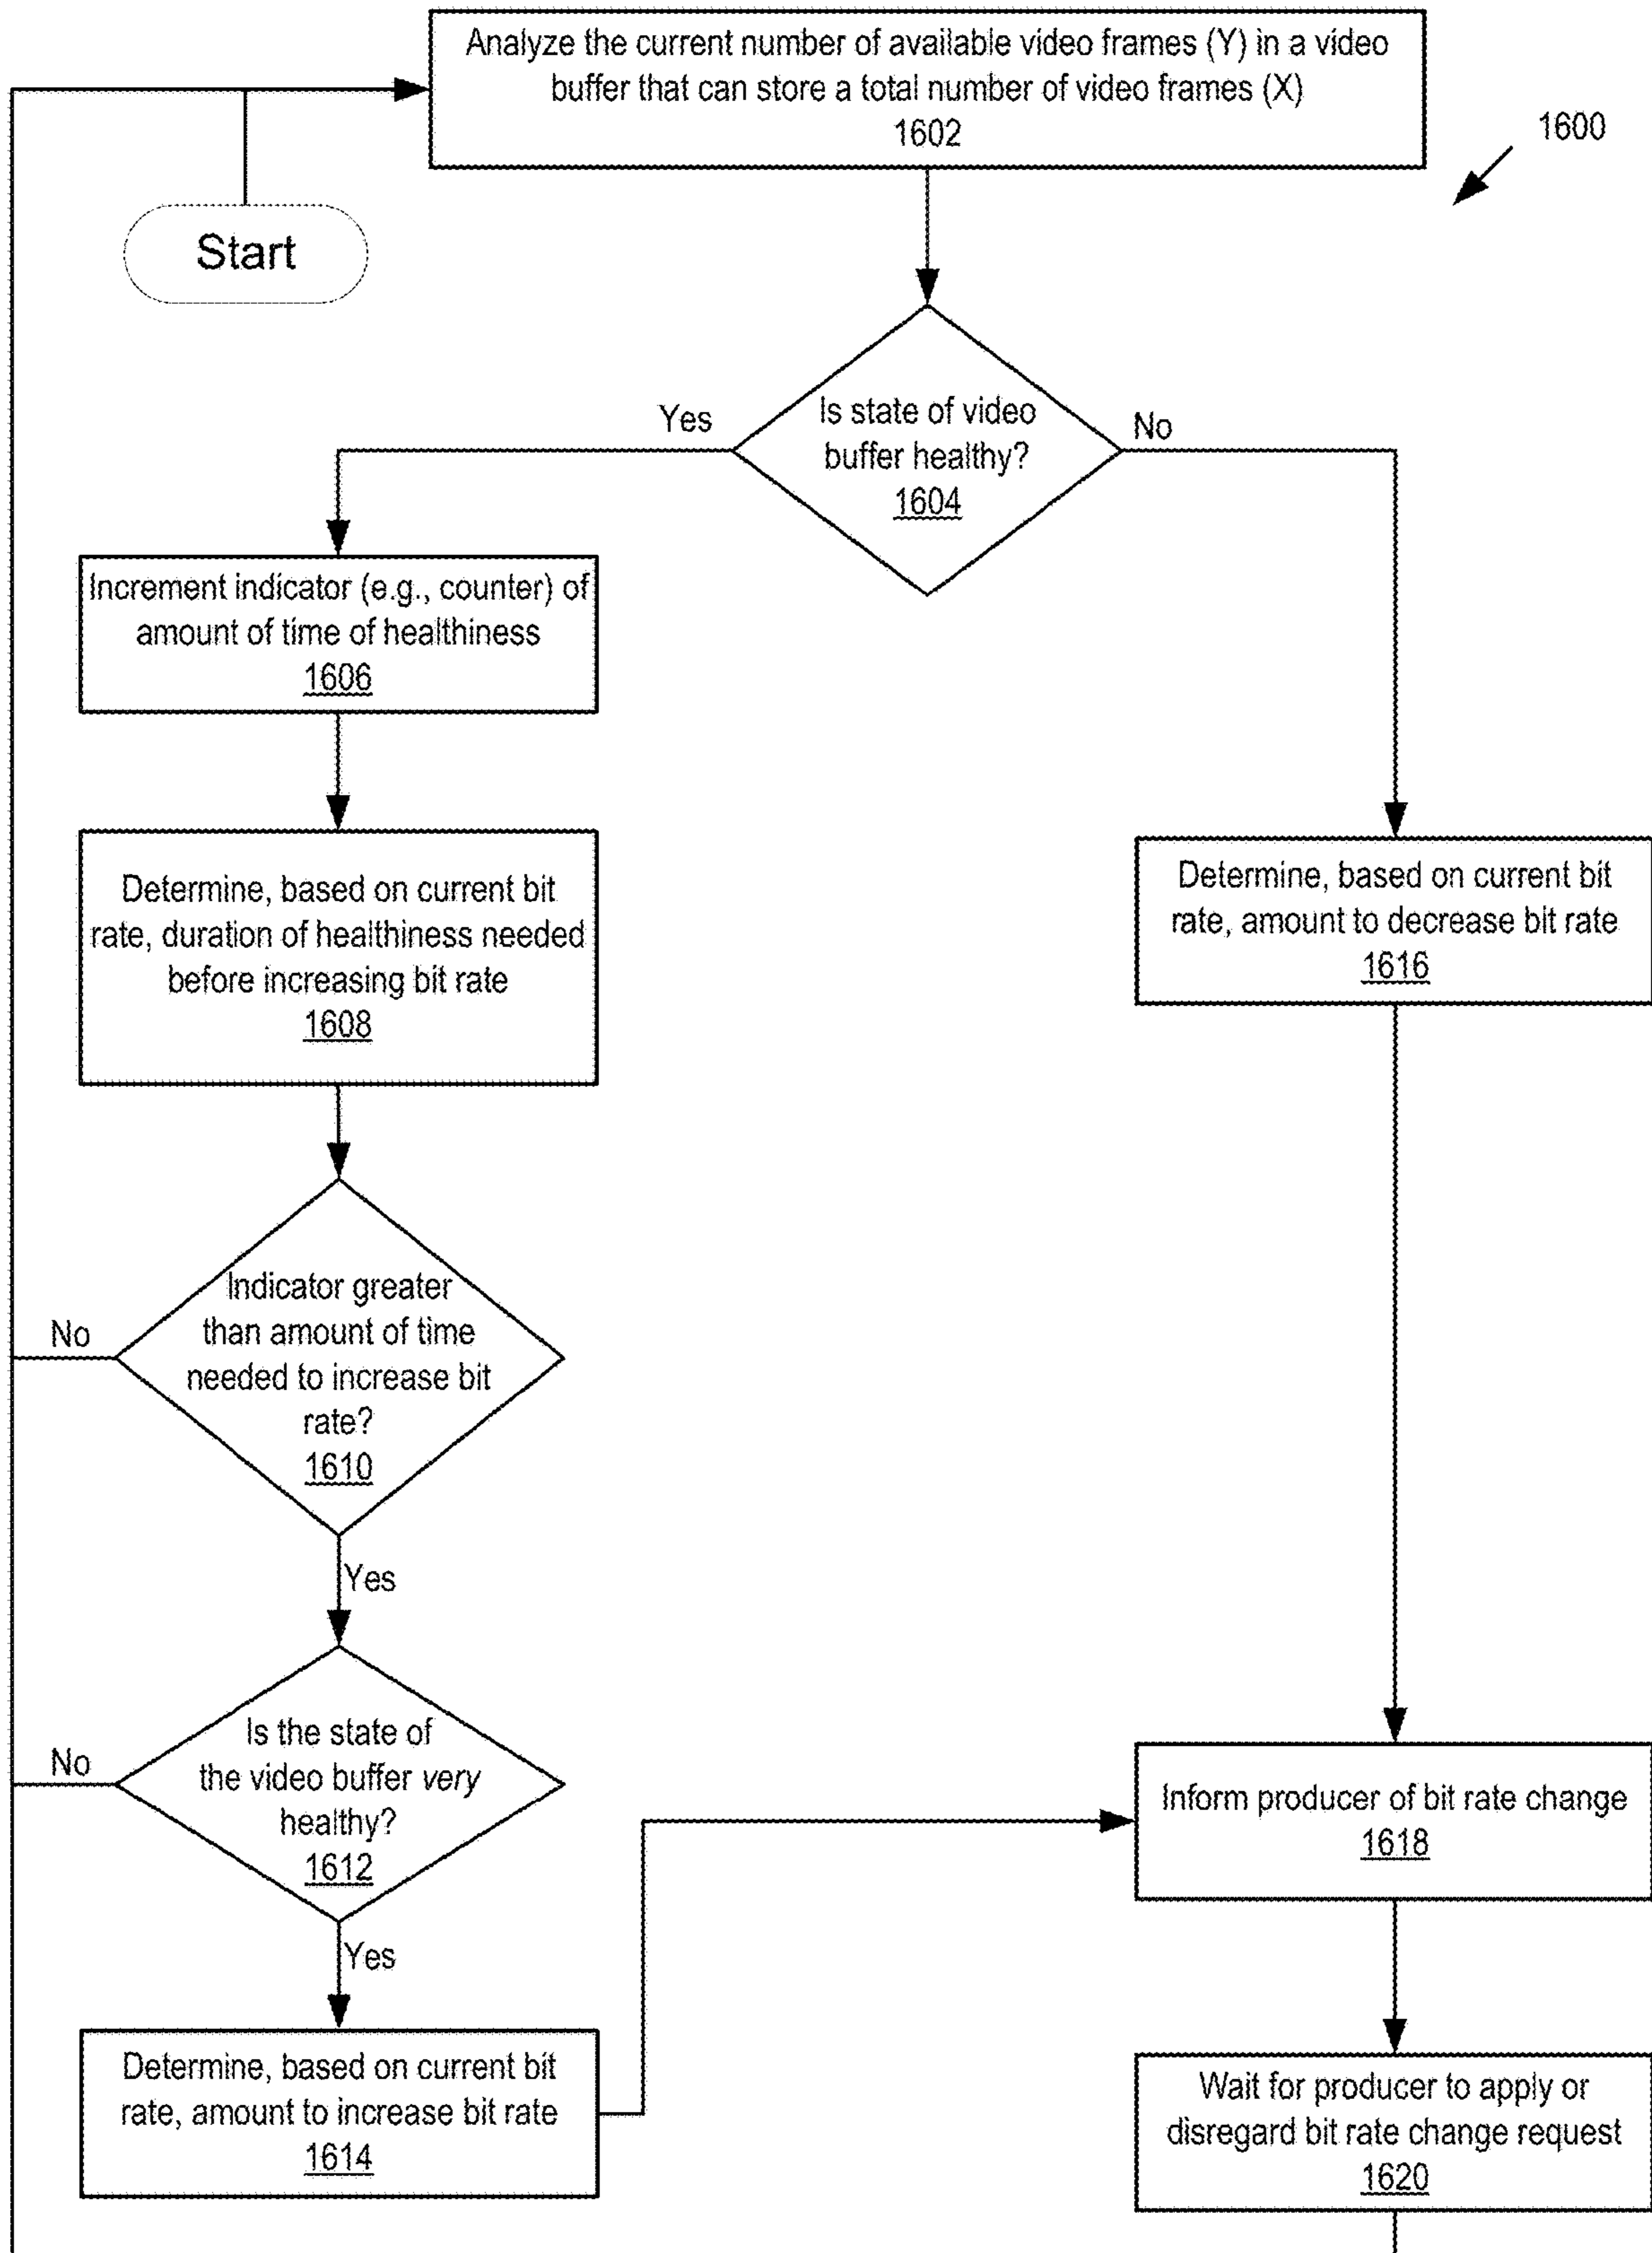 Analyze the current number of available video frames (Y) in a video
buffer that can store a total number of video frames (X)
1602
1600
Start
Is state of video
buffer healthy?
1604
Yes
No
Increment indicator (e.g., counter) of
amount of time of healthiness
1606
Determine, based on current bit
rate, duration of healthiness needed
before increasing bit rate
1608
Determine, based on current bit
rate, amount to decrease bit rate
1616
Indicator greater
than amount of time
needed to increase bit
rate?
1610
No
Yes
Is the state of
the video buffer very
healthy?
1612
No
Yes
Inform producer of bit rate change
1618
Determine, based on current bit
rate, amount to increase bit rate
1614
Wait for producer to apply or
disregard bit rate change request
1620